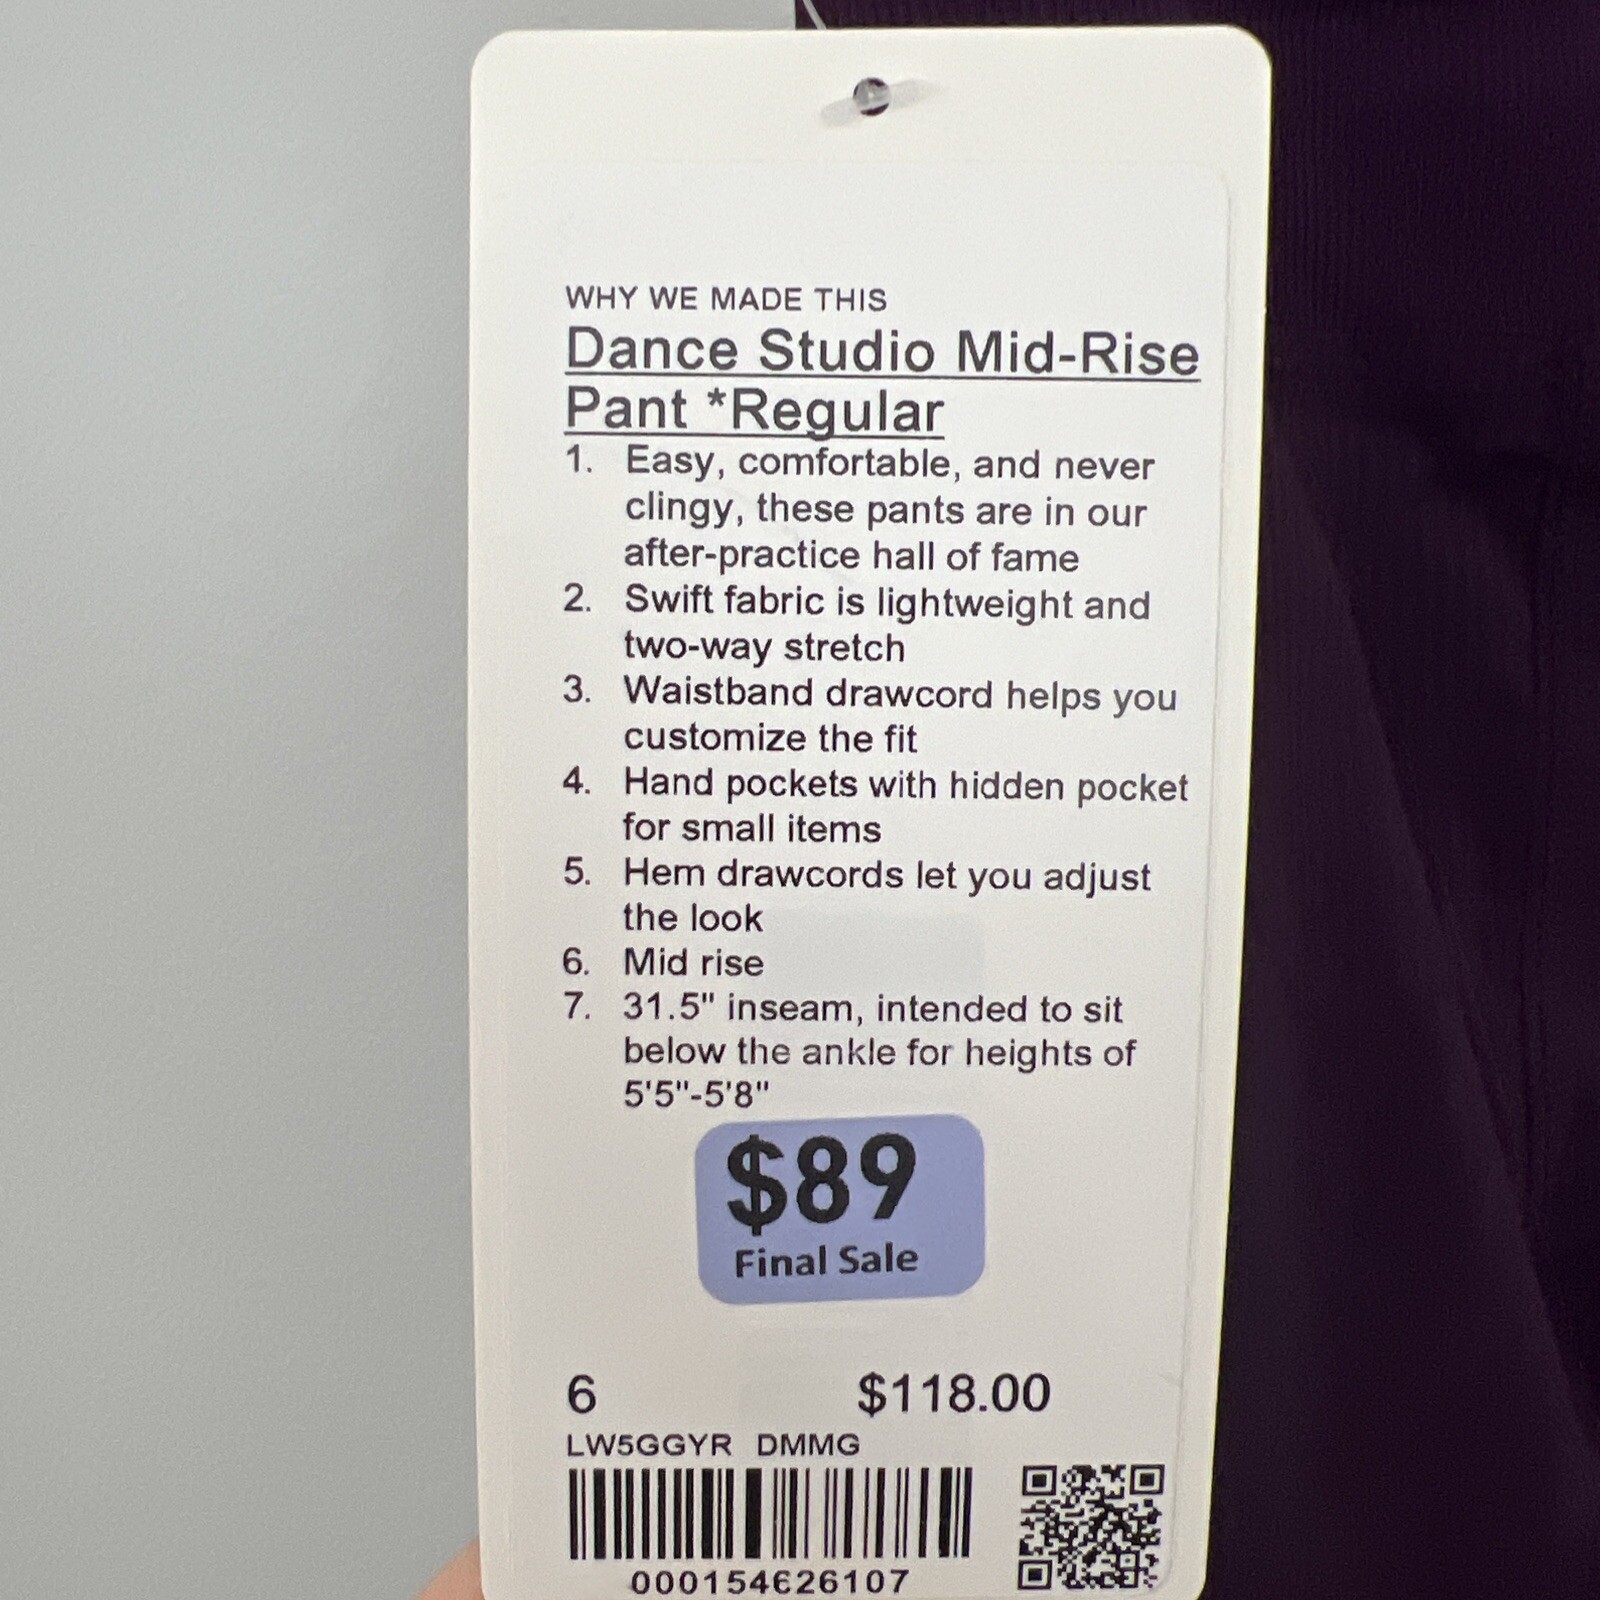 WHY WE MADE THIS
Dance Studio Mid-Rise
Pant *Regular
1. Easy, comfortable, and never
clingy, these pants are in our
after-practice hall of fame
2. Swift fabric is lightweight and
two-way stretch
3. Waistband drawcord helps you
customize the fit
4. Hand pockets with hidden pocket
for small items
5. Hem drawcords let you adjust
the look
6. Mid rise
7. 31.5" inseam, intended to sit
below the ankle for heights of
5'5"-5'8"
$89
Final Sale
6 $118.00
LW5GGYR DMMG
000154626107